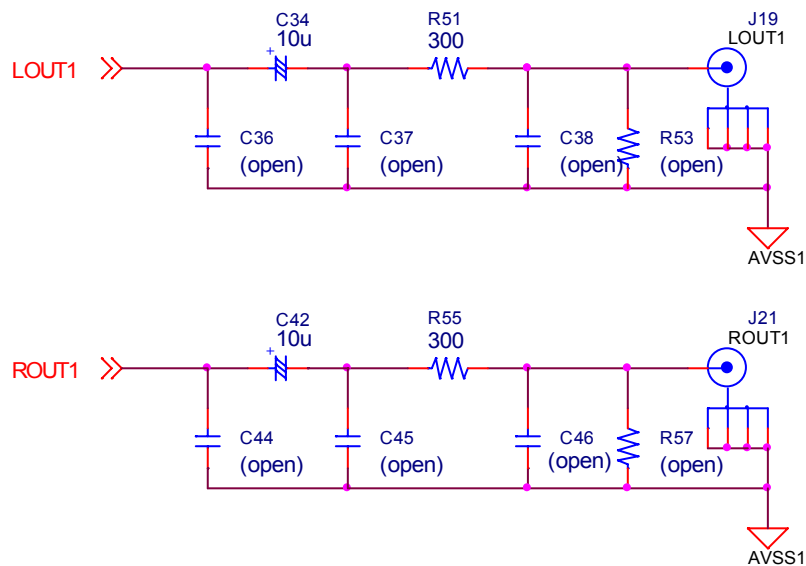 C34
10u
R51
300
J19
LOUT1
LOUT1
+
C36
(open)
C37
(open)
C38
(open)
R53
(open)
AVSS1
C42
10u
R55
300
J21
ROUT1
ROUT1
+
C44
(open)
C45
(open)
C46
(open)
R57
(open)
AVSS1